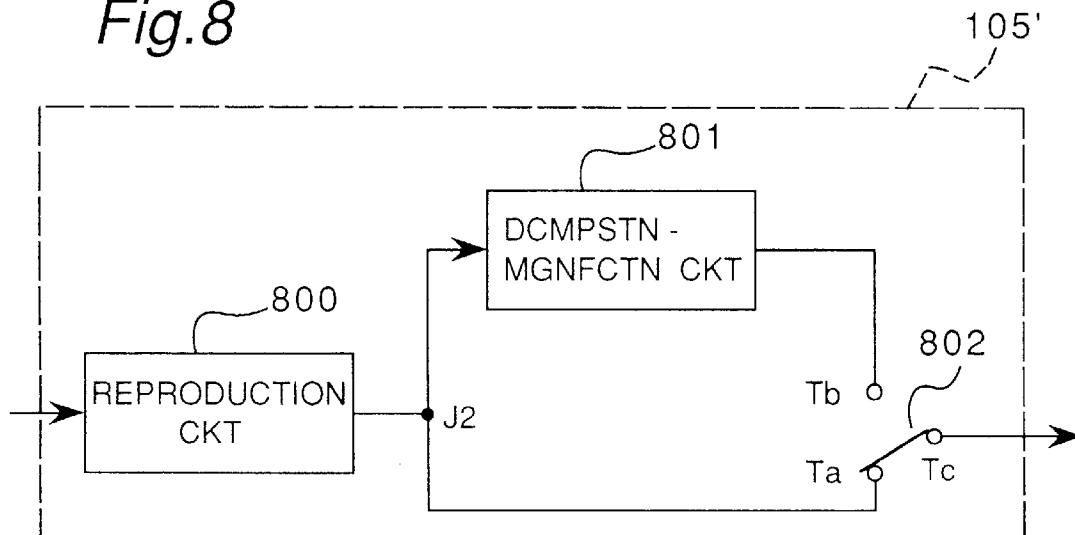 Fig.8
105'
801
DCMPSTN -
MGNFCTN CKT
800
REPRODUCTION
CKT
J2
802
Tb
Ta
Tc